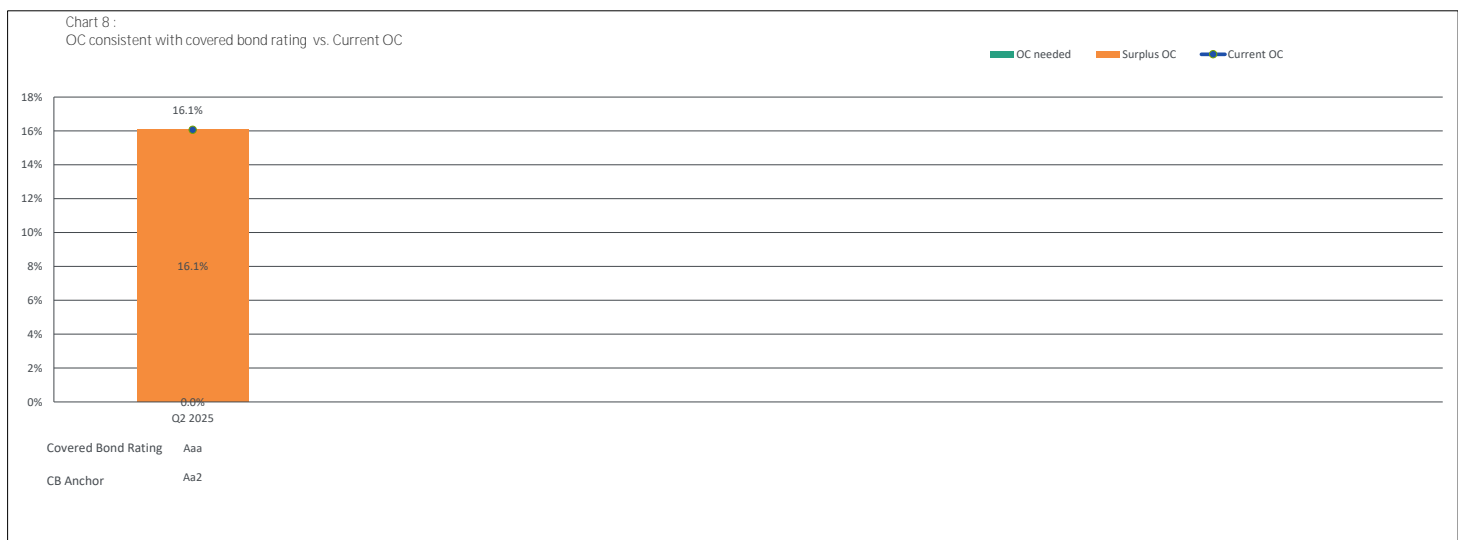 Chart 8 :
OC consistent with covered bond rating vs. Current OC
OC needed Surplus OC Current OC
18%
16%
14%
12%
10%
8%
6%
4%
2%
0%
16.1%
16.1%
0.0%
Q2 2025
Covered Bond Rating Aaa
CB Anchor Aa2